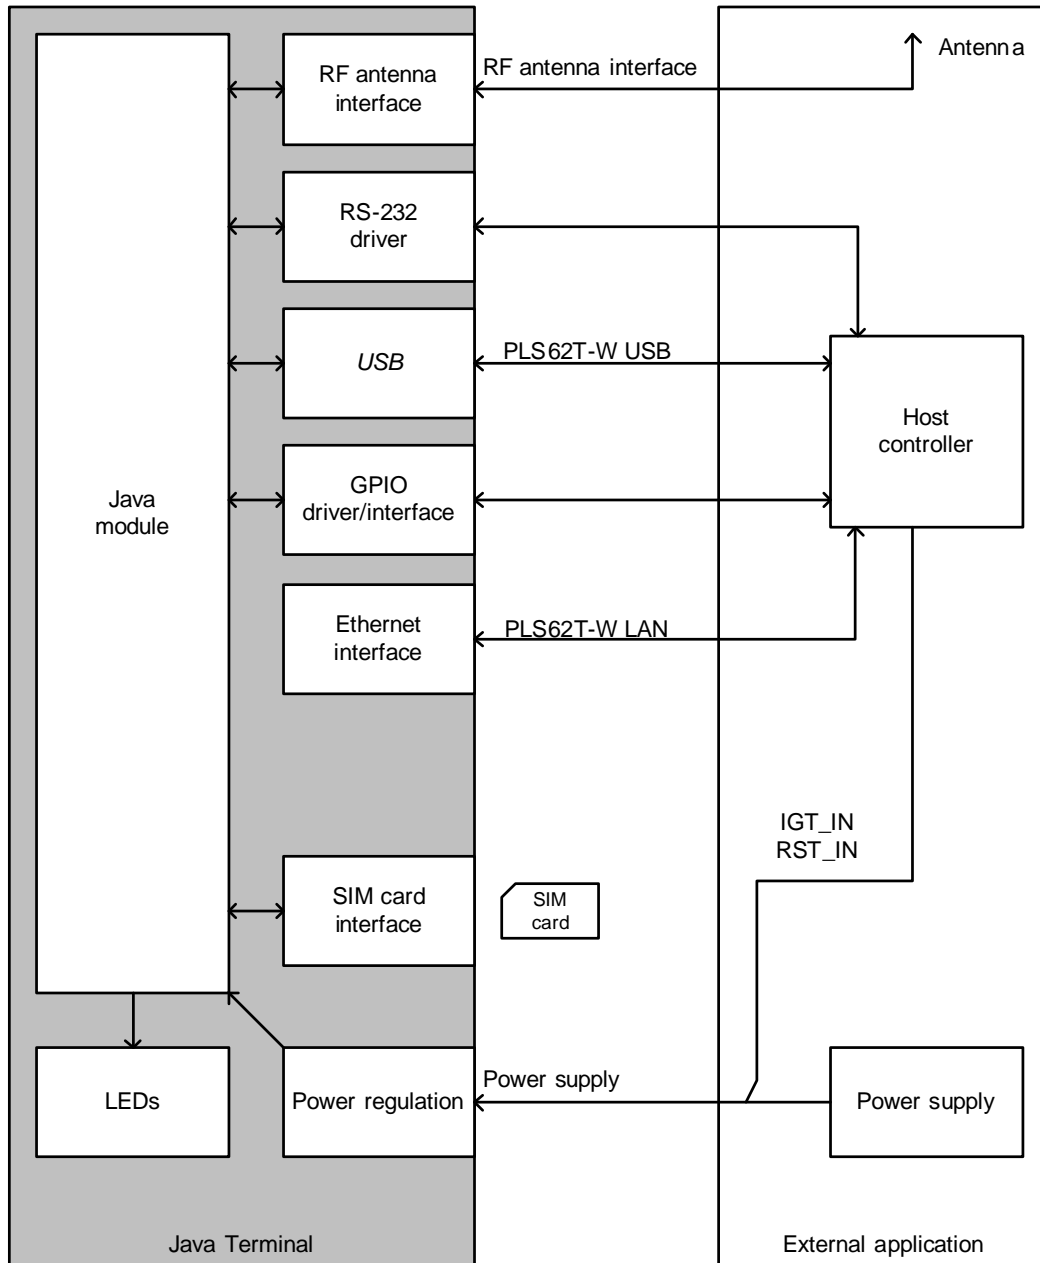 RF antenna
interface
RF antenna interface
Antenna
RS-232
driver
USB
PLS62T-W USB
Host
controller
Java
module
GPIO
driver/interface
Ethernet
interface
PLS62T-W LAN
IGT_IN
RST_IN
SIM card
interface
SIM
card
LEDs
Power regulation
Power supply
Power supply
Java Terminal
External application